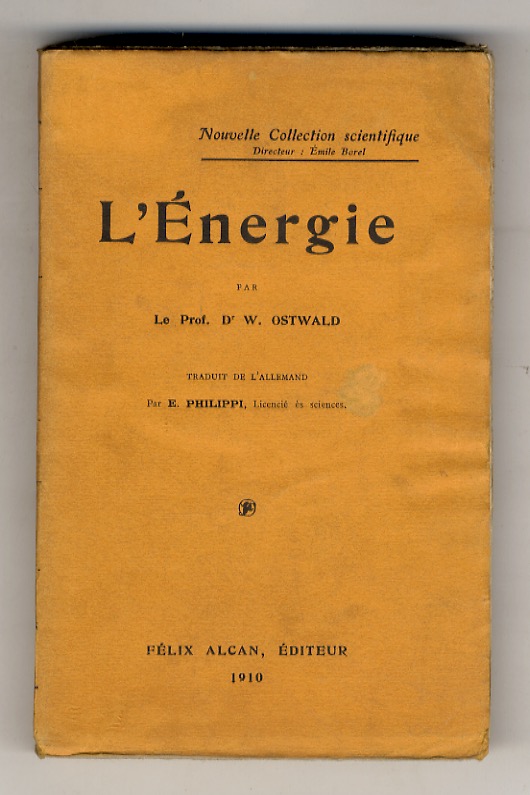 Nouvelle Collection scientifique
Directeur : Émile Borel
L'Énergie
PAR
Le Prof. Dr W. OSTWALD
TRADUIT DE L'ALLEMAND
Par E. PHILIPPI, Licencié ès sciences.
FÉLIX ALCAN, ÉDITEUR
1910